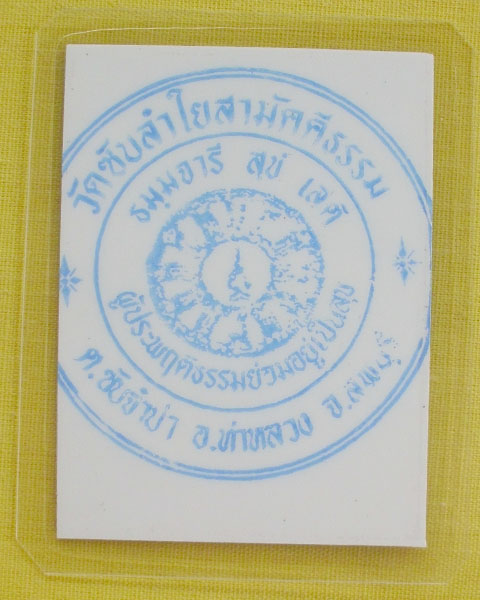 วัดซับลำใยสามัคคีธรรม
ธมฺมจารี สุขํ เสติ
ผู้ประพฤติธรรมย่อมอยู่เป็นสุข
ต.ซับจำปา อ.ท่าหลวง จ.ลพบุรี